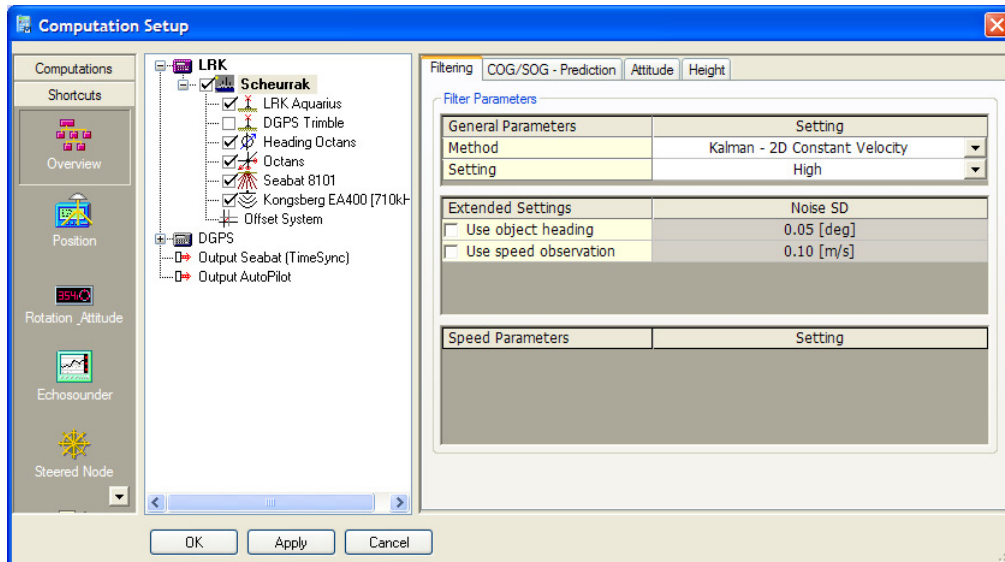 Computation Setup
Computations
Shortcuts
Overview
Position
354
Rotation_Attitude
Echosounder
Steered Node
LRK
Scheurrak
LRK Aquarius
DGPS Trimble
Heading Octans
Octans
Seabat 8101
Kongsberg EA400 [710kH
Offset System
DGPS
Output Seabat (TimeSync)
Output AutoPilot
Filtering COG/SOG - Prediction Attitude Height
Filter Parameters
General Parameters Setting
Method Kalman - 2D Constant Velocity
Setting High
Extended Settings Noise SD
Use object heading 0.05 [deg]
Use speed observation 0.10 [m/s]
Speed Parameters Setting
OK Apply Cancel